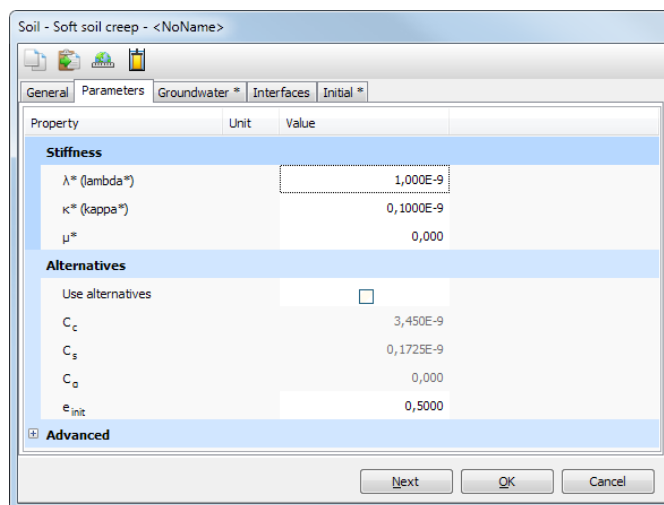 Soil - Soft soil creep - <NoName>
General Parameters Groundwater * Interfaces Initial *
Property Unit Value
Stiffness
λ* (lambda*) 1,000E-9
κ* (kappa*) 0,1000E-9
μ* 0,000
Alternatives
Use alternatives
Cc 3,450E-9
Cs 0,1725E-9
Cα 0,000
einit 0,5000
Advanced
Next OK Cancel